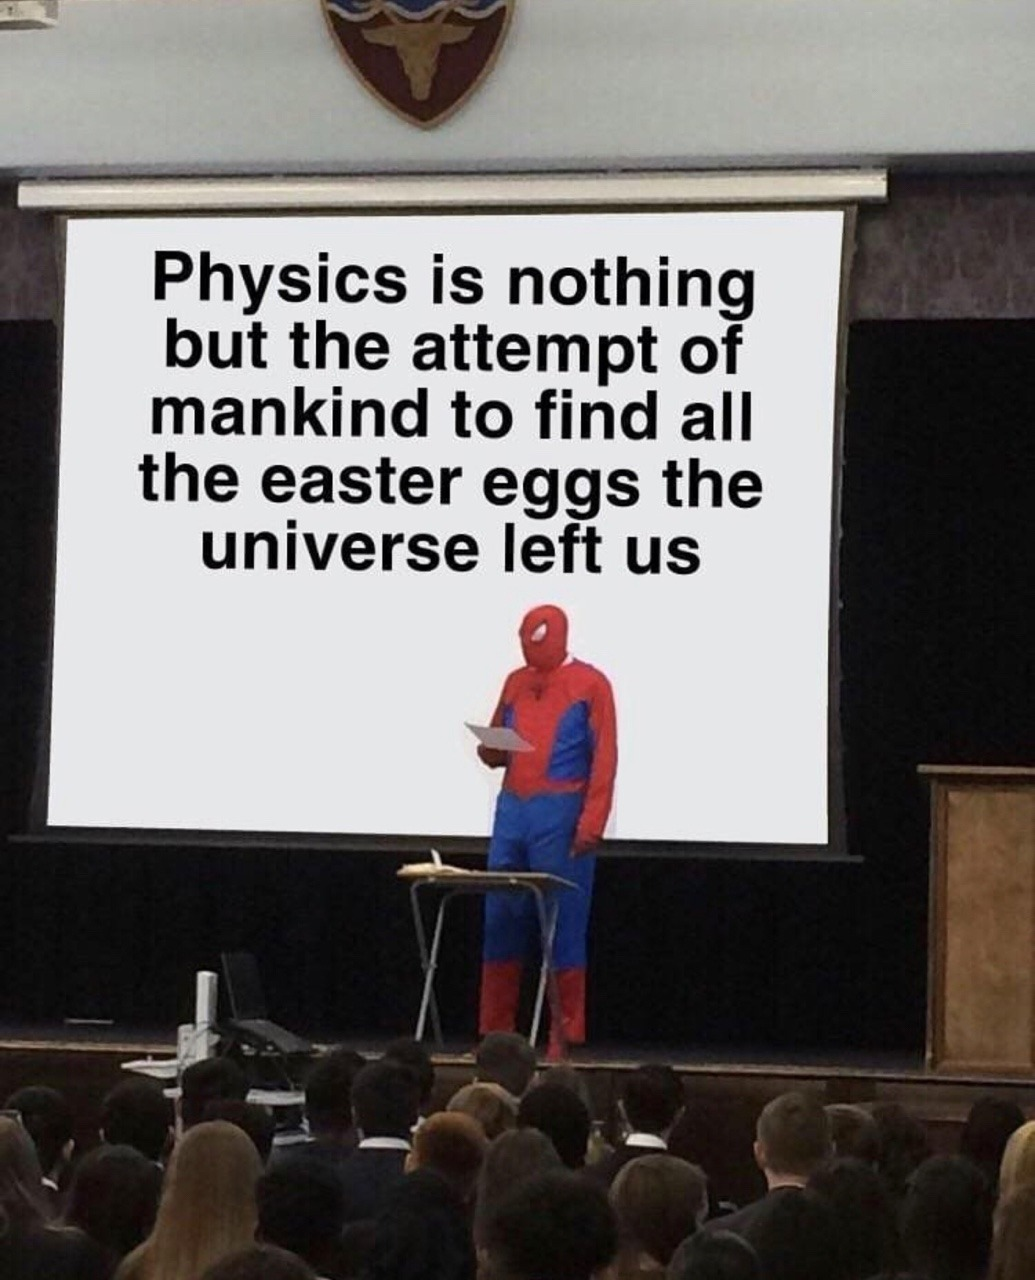 Physics is nothing
but the attempt of
mankind to find all
the easter eggs the
universe left us